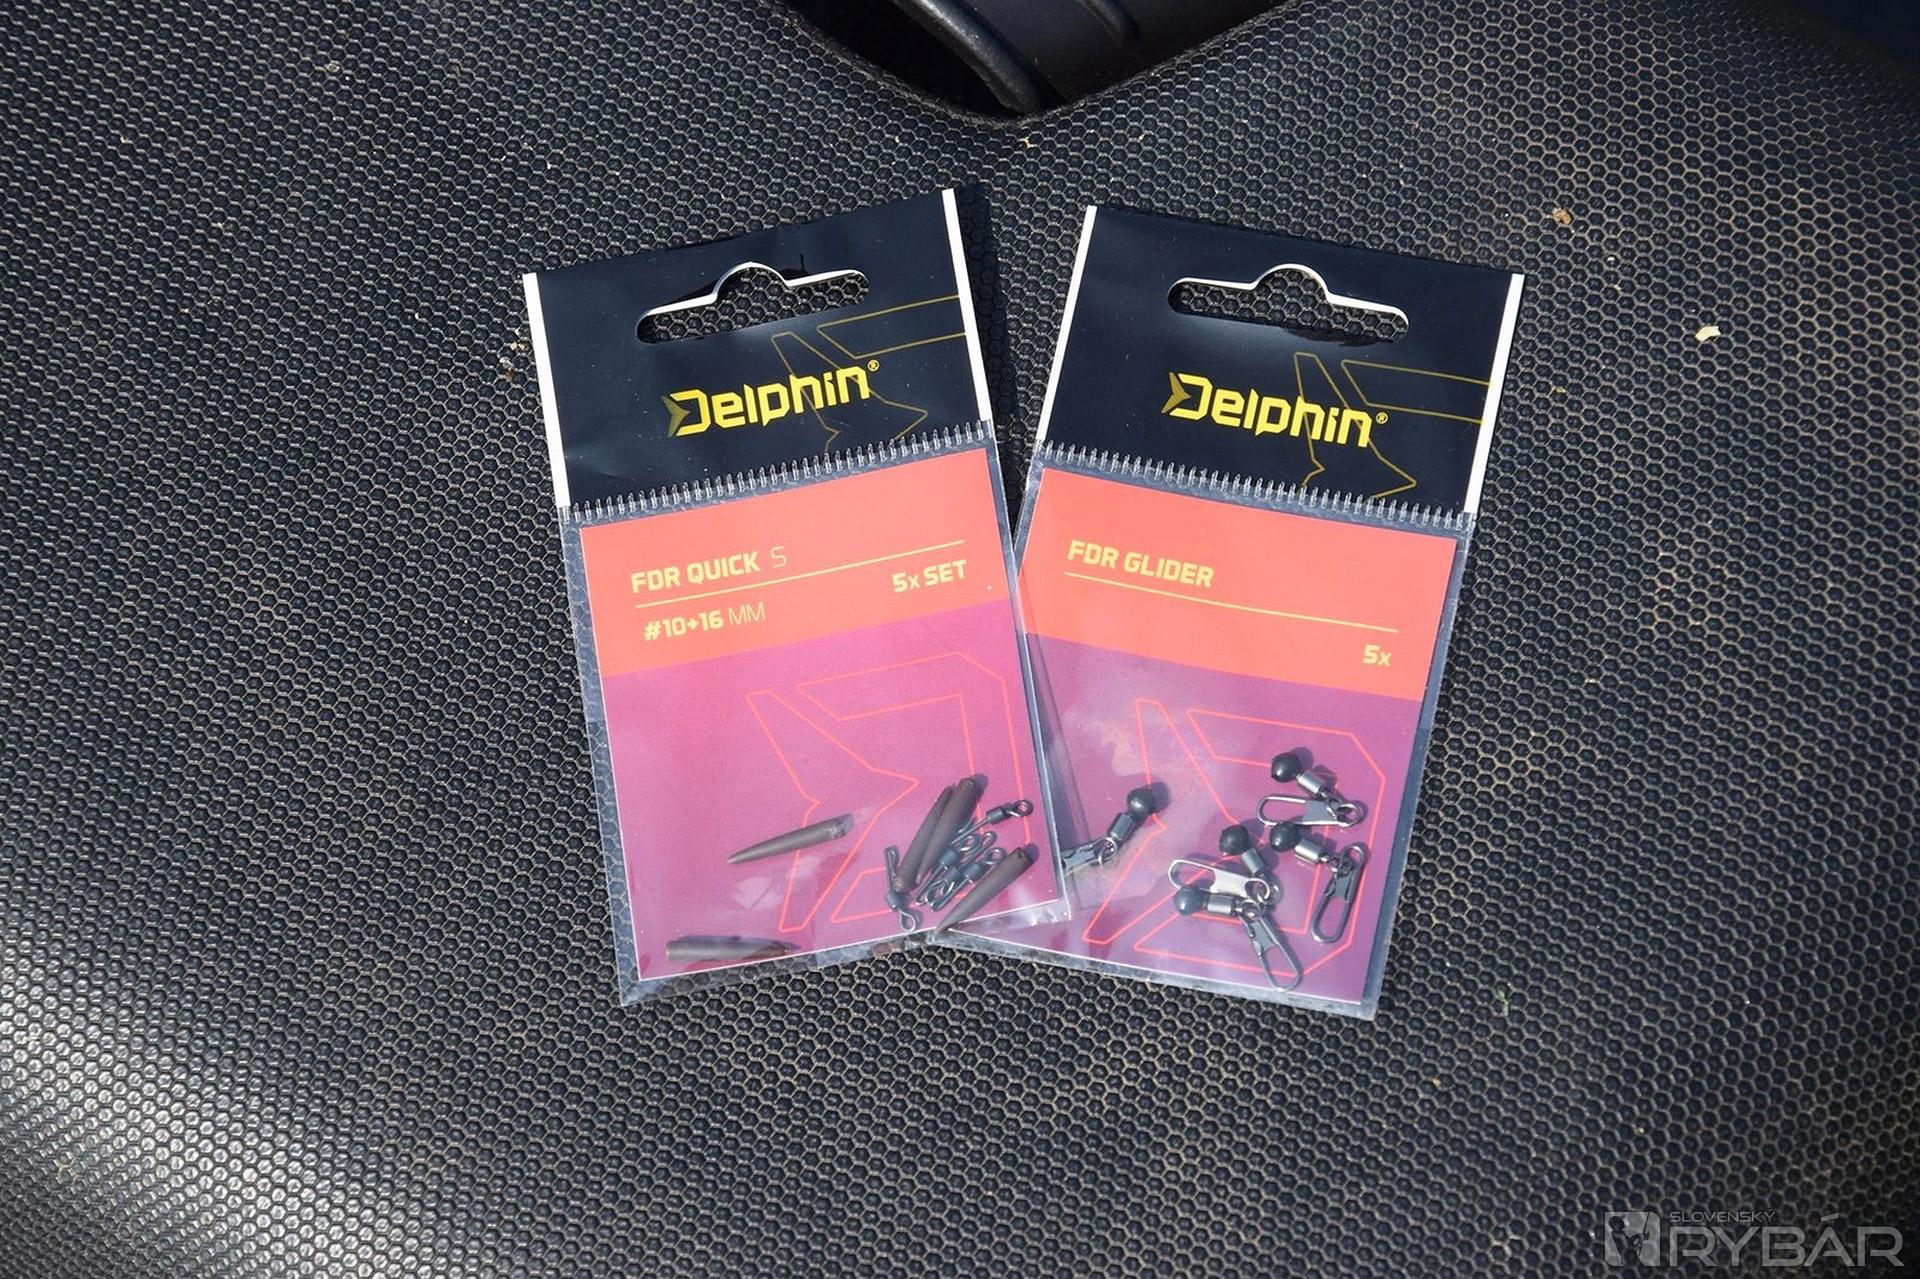 Delphin®
FDR QUICK S
5x SET
#10+16 MM
Delphin®
FDR GLIDER
5x
SLOVENSKÝ
RYBÁR